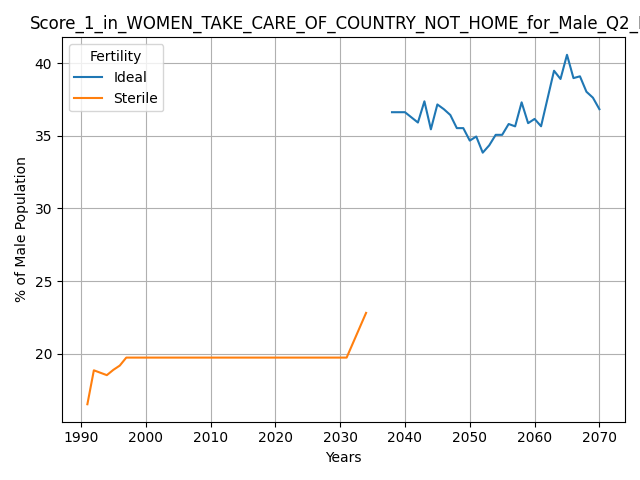 Score_1_in_WOMEN_TAKE_CARE_OF_COUNTRY_NOT_HOME_for_Male_Q2_
Fertility
Ideal
Sterile
% of Male Population
40
35
30
25
20
1990 2000 2010 2020 2030 2040 2050 2060 2070
Years